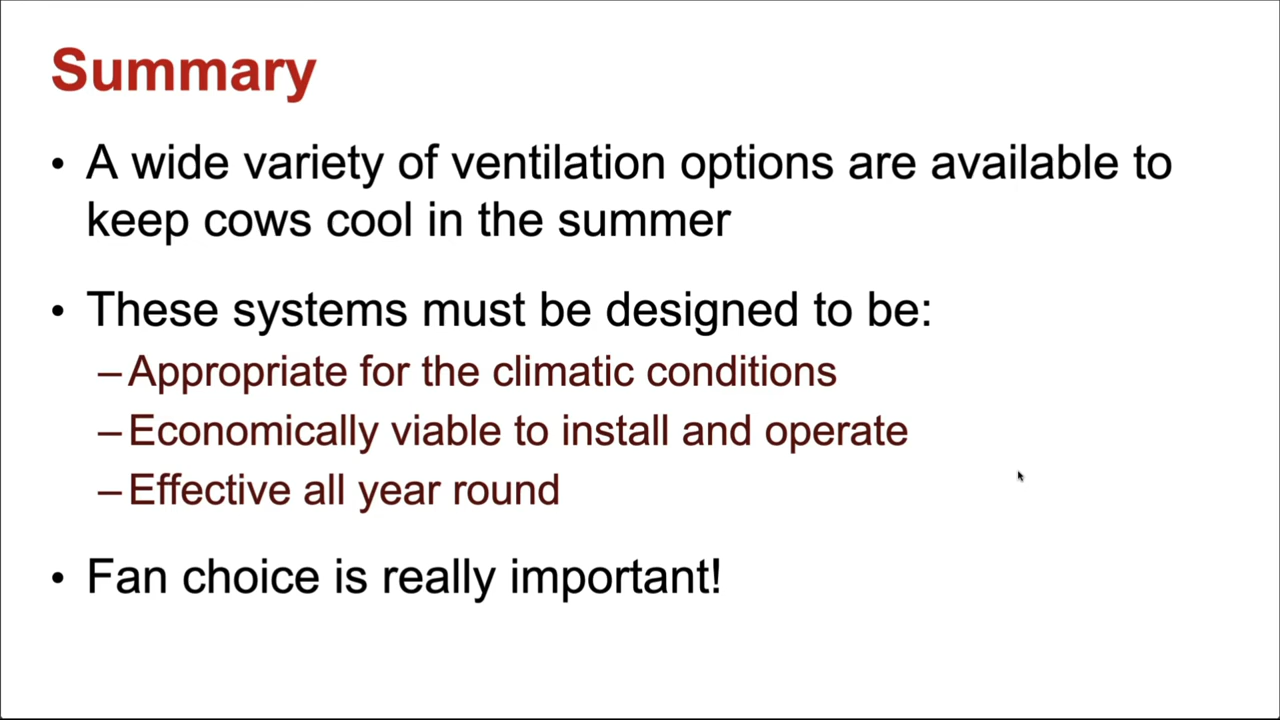 Summary
• A wide variety of ventilation options are available to
keep cows cool in the summer
• These systems must be designed to be:
–Appropriate for the climatic conditions
–Economically viable to install and operate
–Effective all year round
• Fan choice is really important!